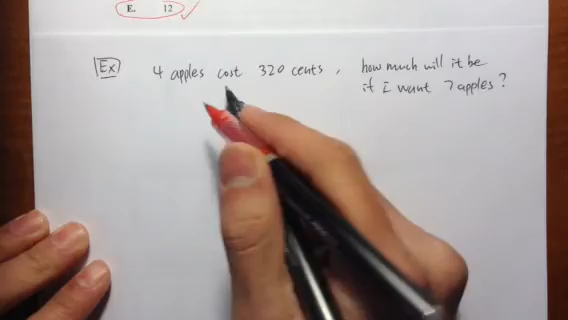 E. 12
Ex 4 apples cost 320 cents, how much will it be
if I want 7 apples?